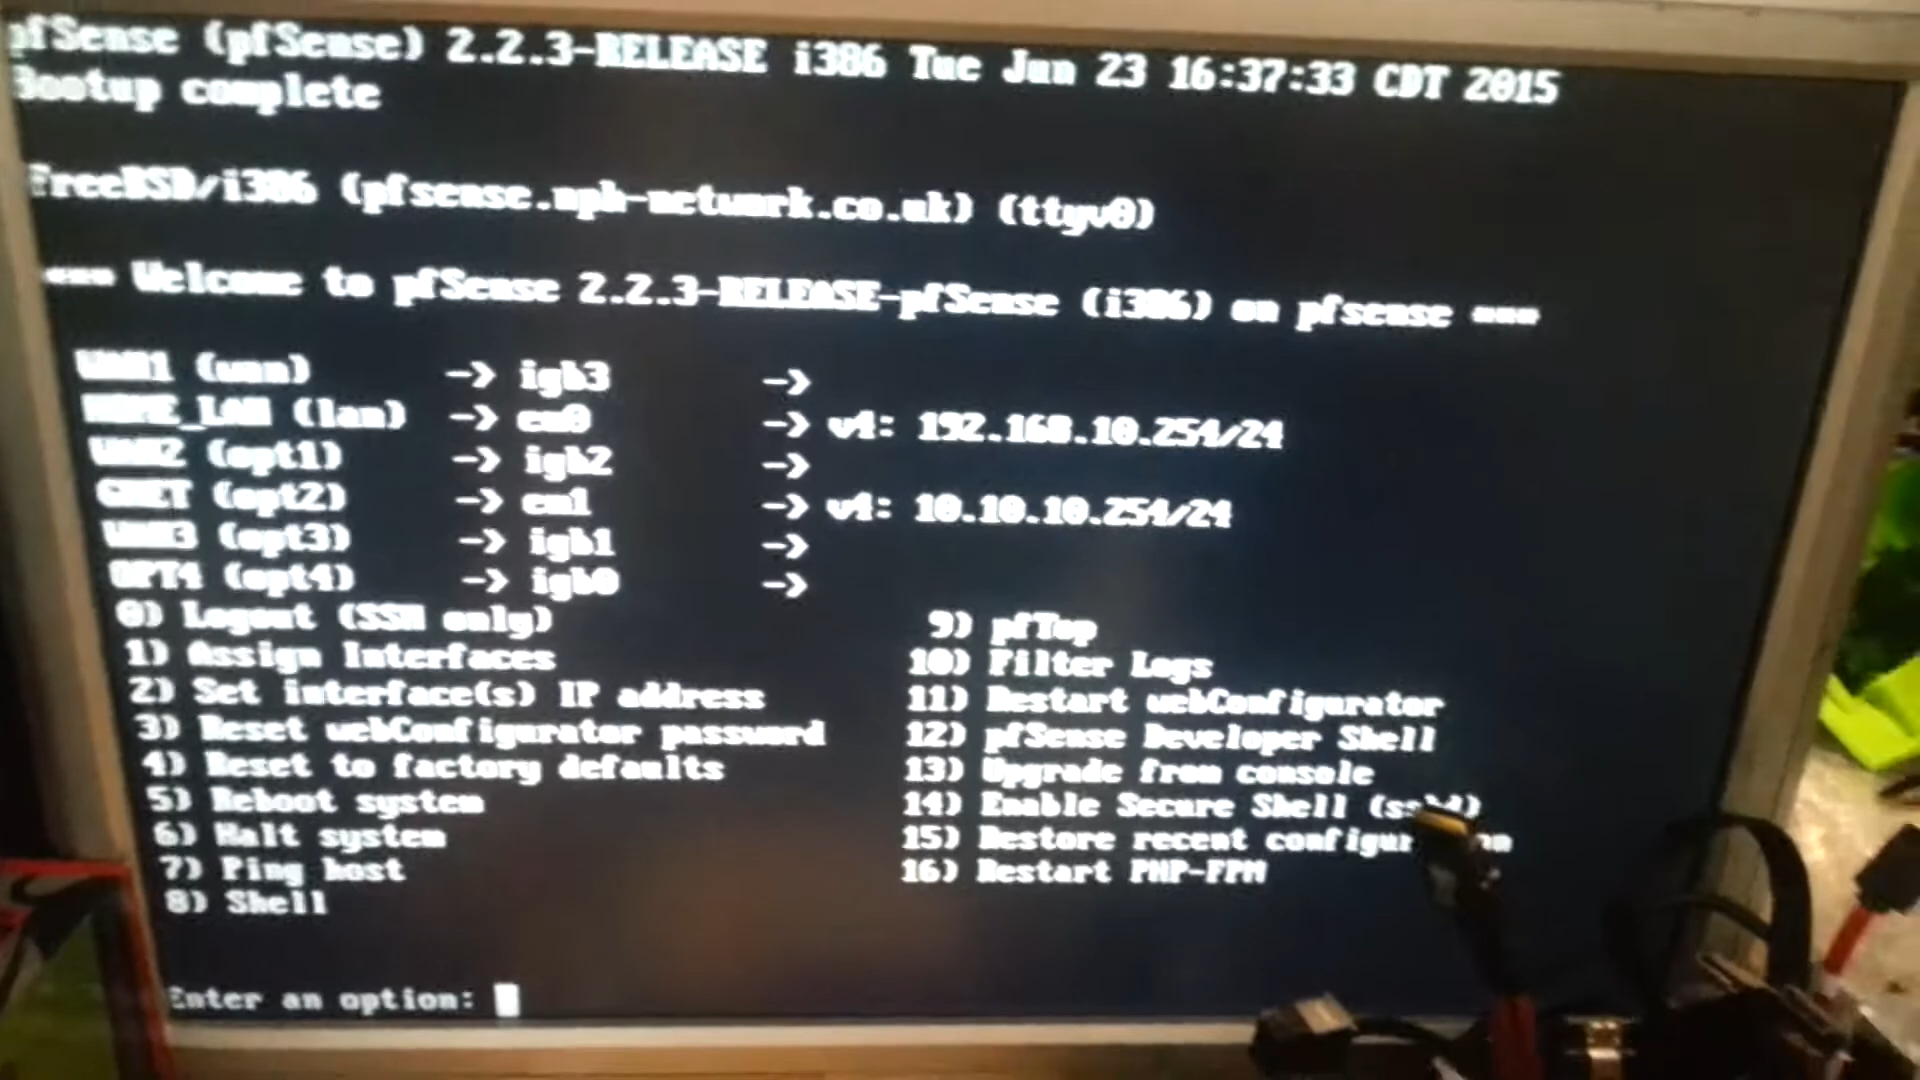 pfSense (pfSense) 2.2.3-RELEASE i386 Tue Jun 23 16:37:33 CDT 2015
Bootup complete
FreeBSD/i386 (pfsense.nph-network.co.uk) (ttyv0)
*** Welcome to pfSense 2.2.3-RELEASE-pfSense (i386) on pfsense ***
WAN1 (wan) -> igb3 ->
HOME_LAN (lan) -> em0 -> v4: 192.168.10.254/24
WAN2 (opt1) -> igb2 ->
GNET (opt2) -> em1 -> v4: 10.10.10.254/24
WAN3 (opt3) -> igb1 ->
OPT4 (opt4) -> igb0 ->
0) Logout (SSH only) 9) pfTop
1) Assign Interfaces 10) Filter Logs
2) Set interface(s) IP address 11) Restart webConfigurator
3) Reset webConfigurator password 12) pfSense Developer Shell
4) Reset to factory defaults 13) Upgrade from console
5) Reboot system 14) Enable Secure Shell (sshd)
6) Halt system 15) Restore recent configuration
7) Ping host 16) Restart PHP-FPM
8) Shell
Enter an option: